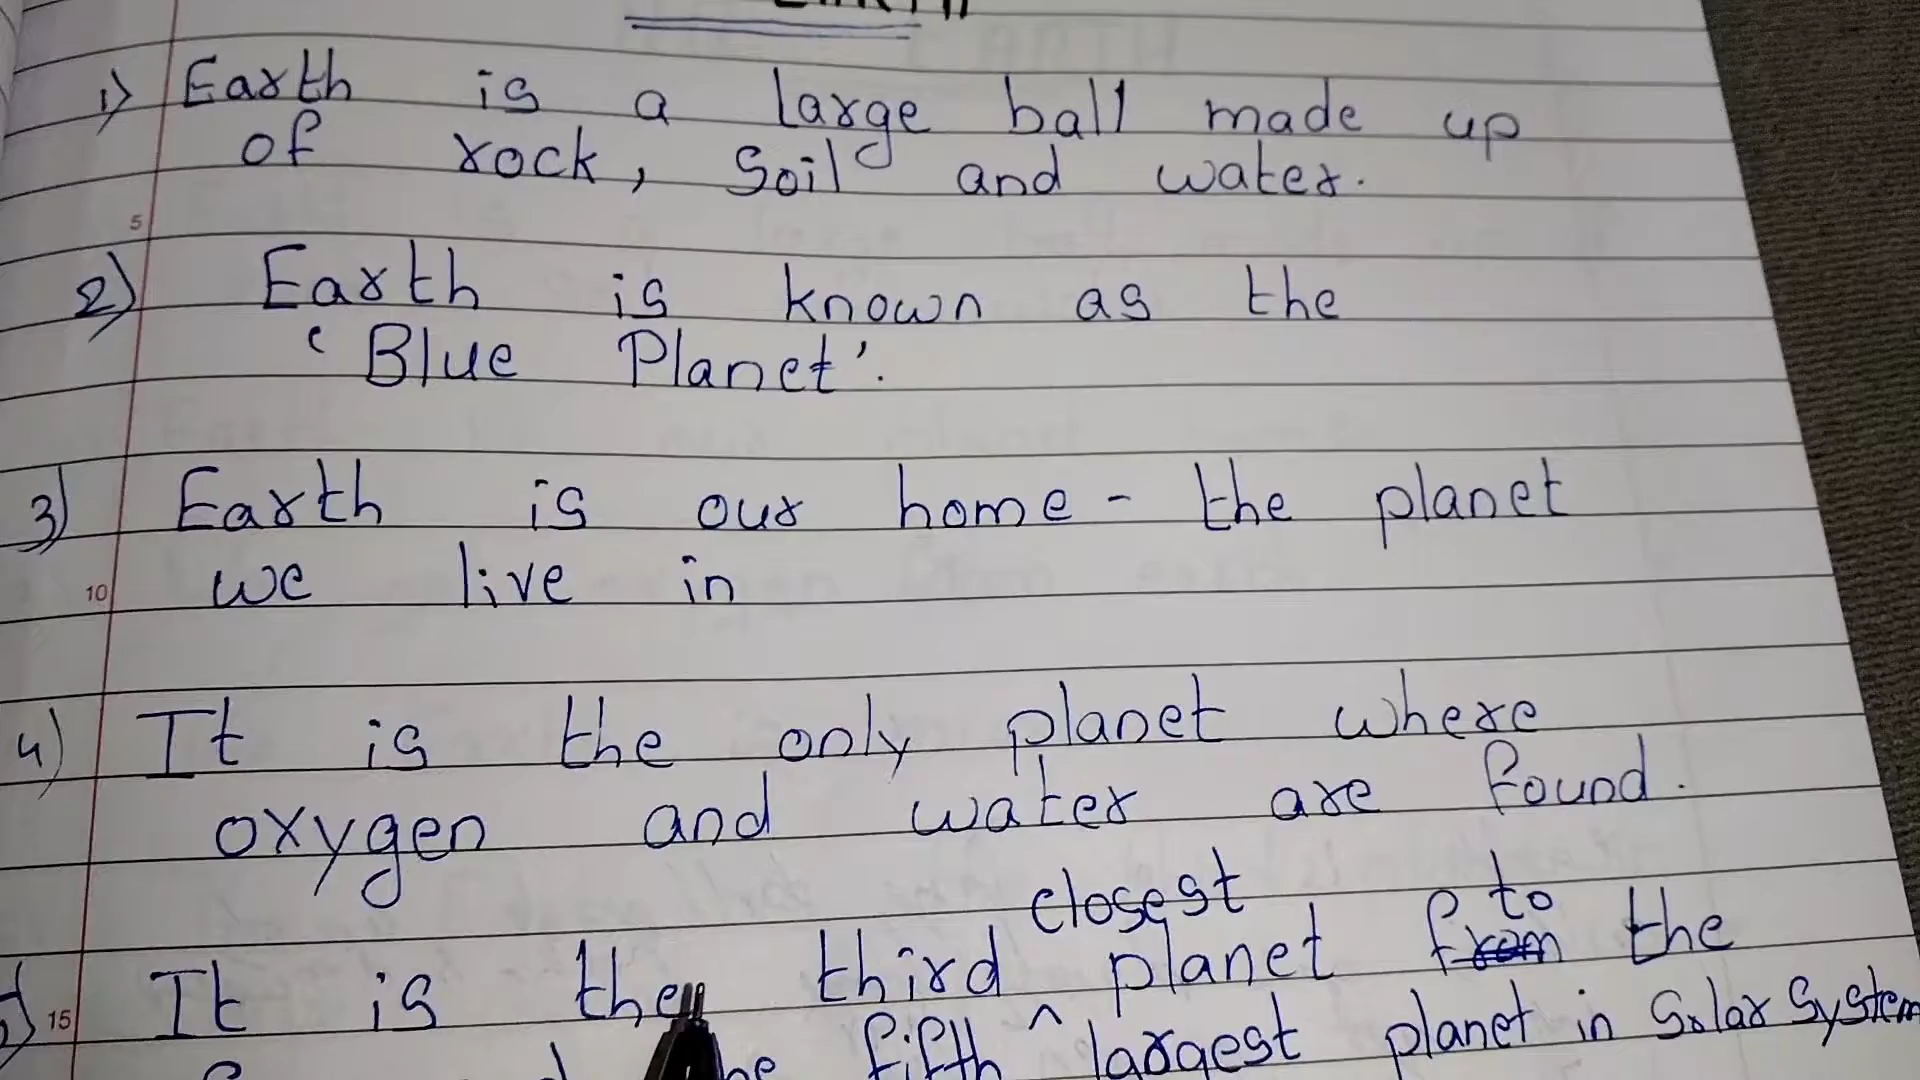 1) Earth is a large ball made up
of rock, Soil and water.
5
2) Earth is known as the
'Blue Planet'.
3) Earth is our home - the planet
we live in
10
4) It is the only planet where
oxygen and water are found.
closest to
15 It is the third ^ planet from the
fifth largest planet in Solar System